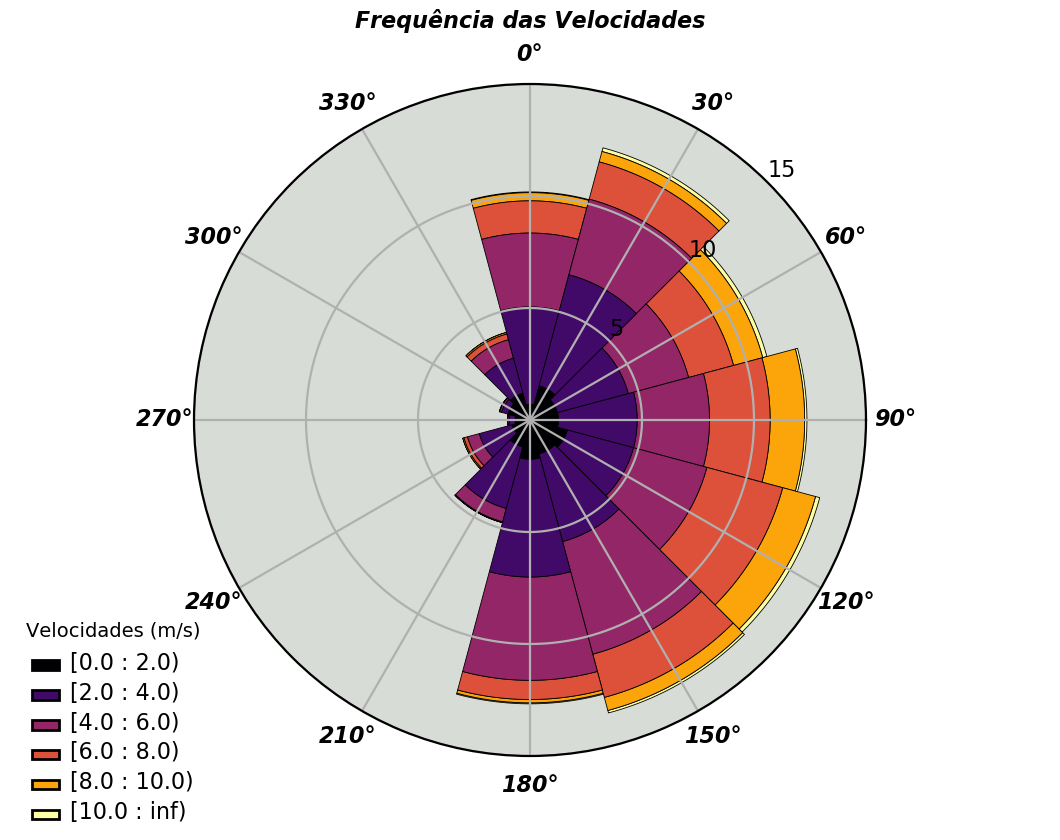 Frequência das Velocidades
0°
330°
30°
15
300°
60°
10
5
270°
90°
240°
120°
210°
150°
180°
Velocidades (m/s)
[0.0 : 2.0)
[2.0 : 4.0)
[4.0 : 6.0)
[6.0 : 8.0)
[8.0 : 10.0)
[10.0 : inf)